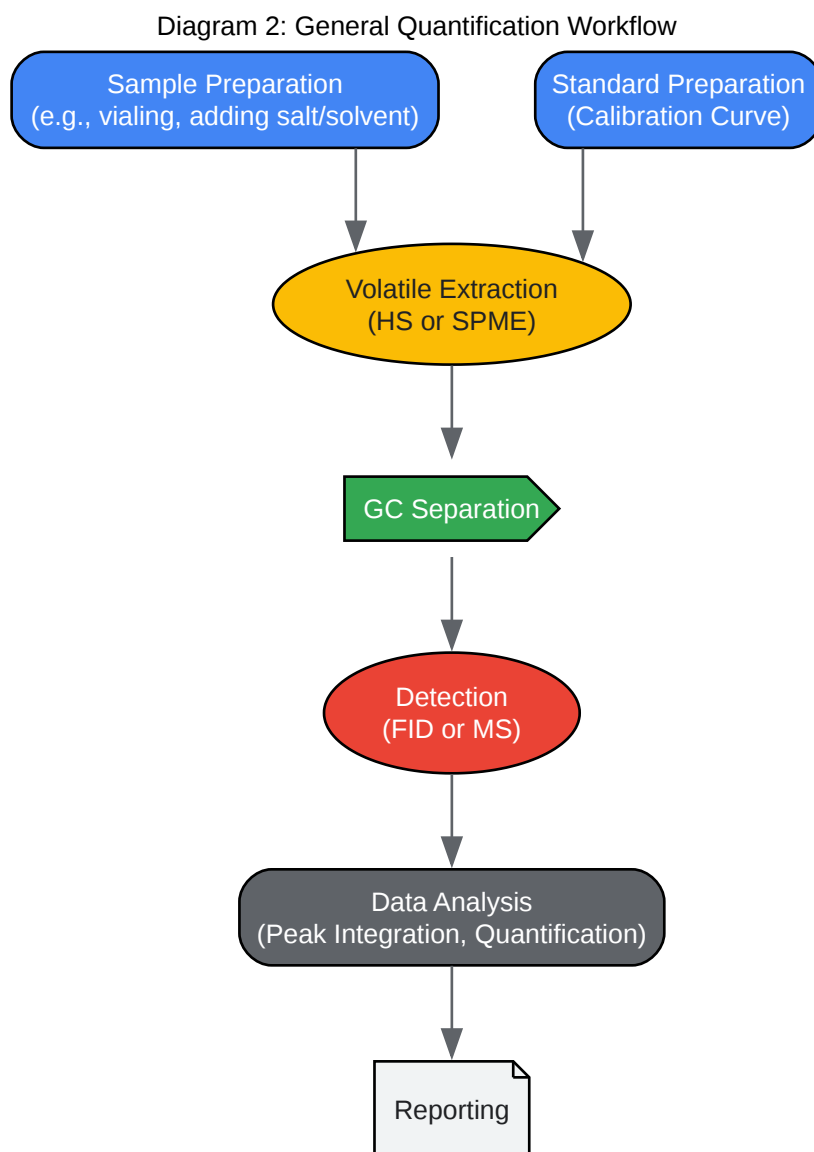 Diagram 2: General Quantification Workflow
Sample Preparation
(e.g., vialing, adding salt/solvent)
Standard Preparation
(Calibration Curve)
Volatile Extraction
(HS or SPME)
GC Separation
Detection
(FID or MS)
Data Analysis
(Peak Integration, Quantification)
Reporting